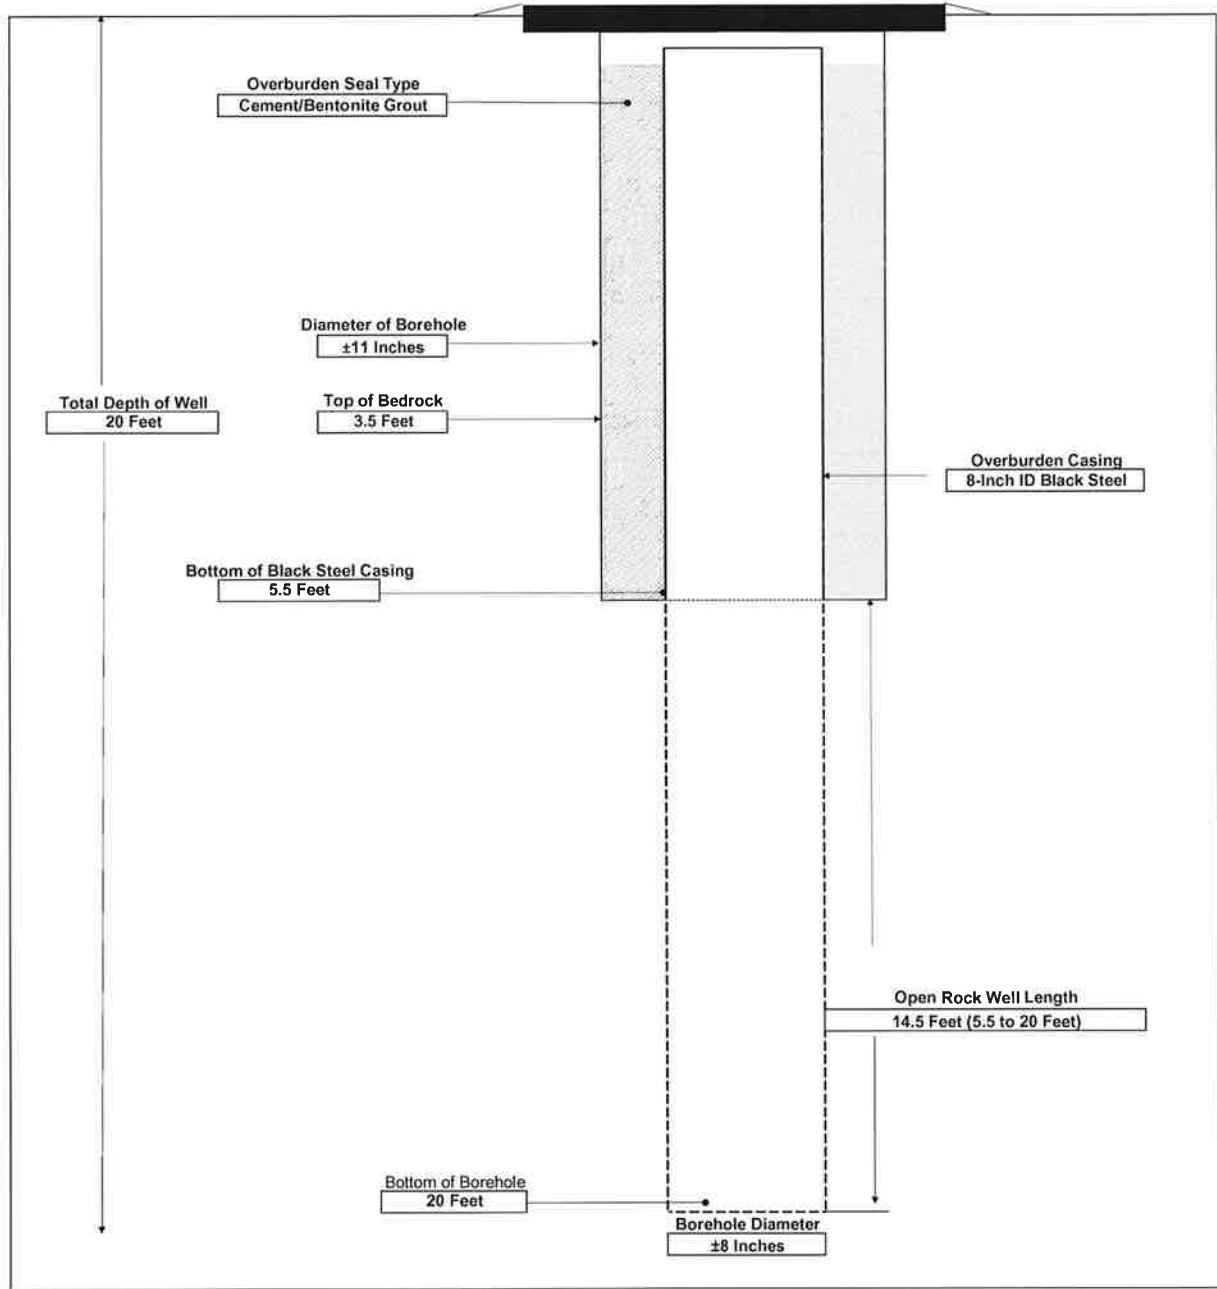 Overburden Seal Type
Cement/Bentonite Grout
Diameter of Borehole
±11 Inches
Total Depth of Well
20 Feet
Top of Bedrock
3.5 Feet
Overburden Casing
8-Inch ID Black Steel
Bottom of Black Steel Casing
5.5 Feet
Open Rock Well Length
14.5 Feet (5.5 to 20 Feet)
Bottom of Borehole
20 Feet
Borehole Diameter
±8 Inches